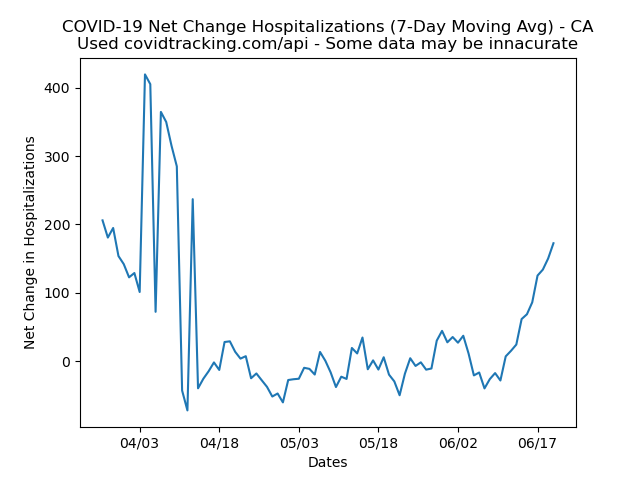 COVID-19 Net Change Hospitalizations (7-Day Moving Avg) - CA
Used covidtracking.com/api - Some data may be innacurate
400
300
200
100
0
Net Change in Hospitalizations
04/03
04/18
05/03
05/18
06/02
06/17
Dates